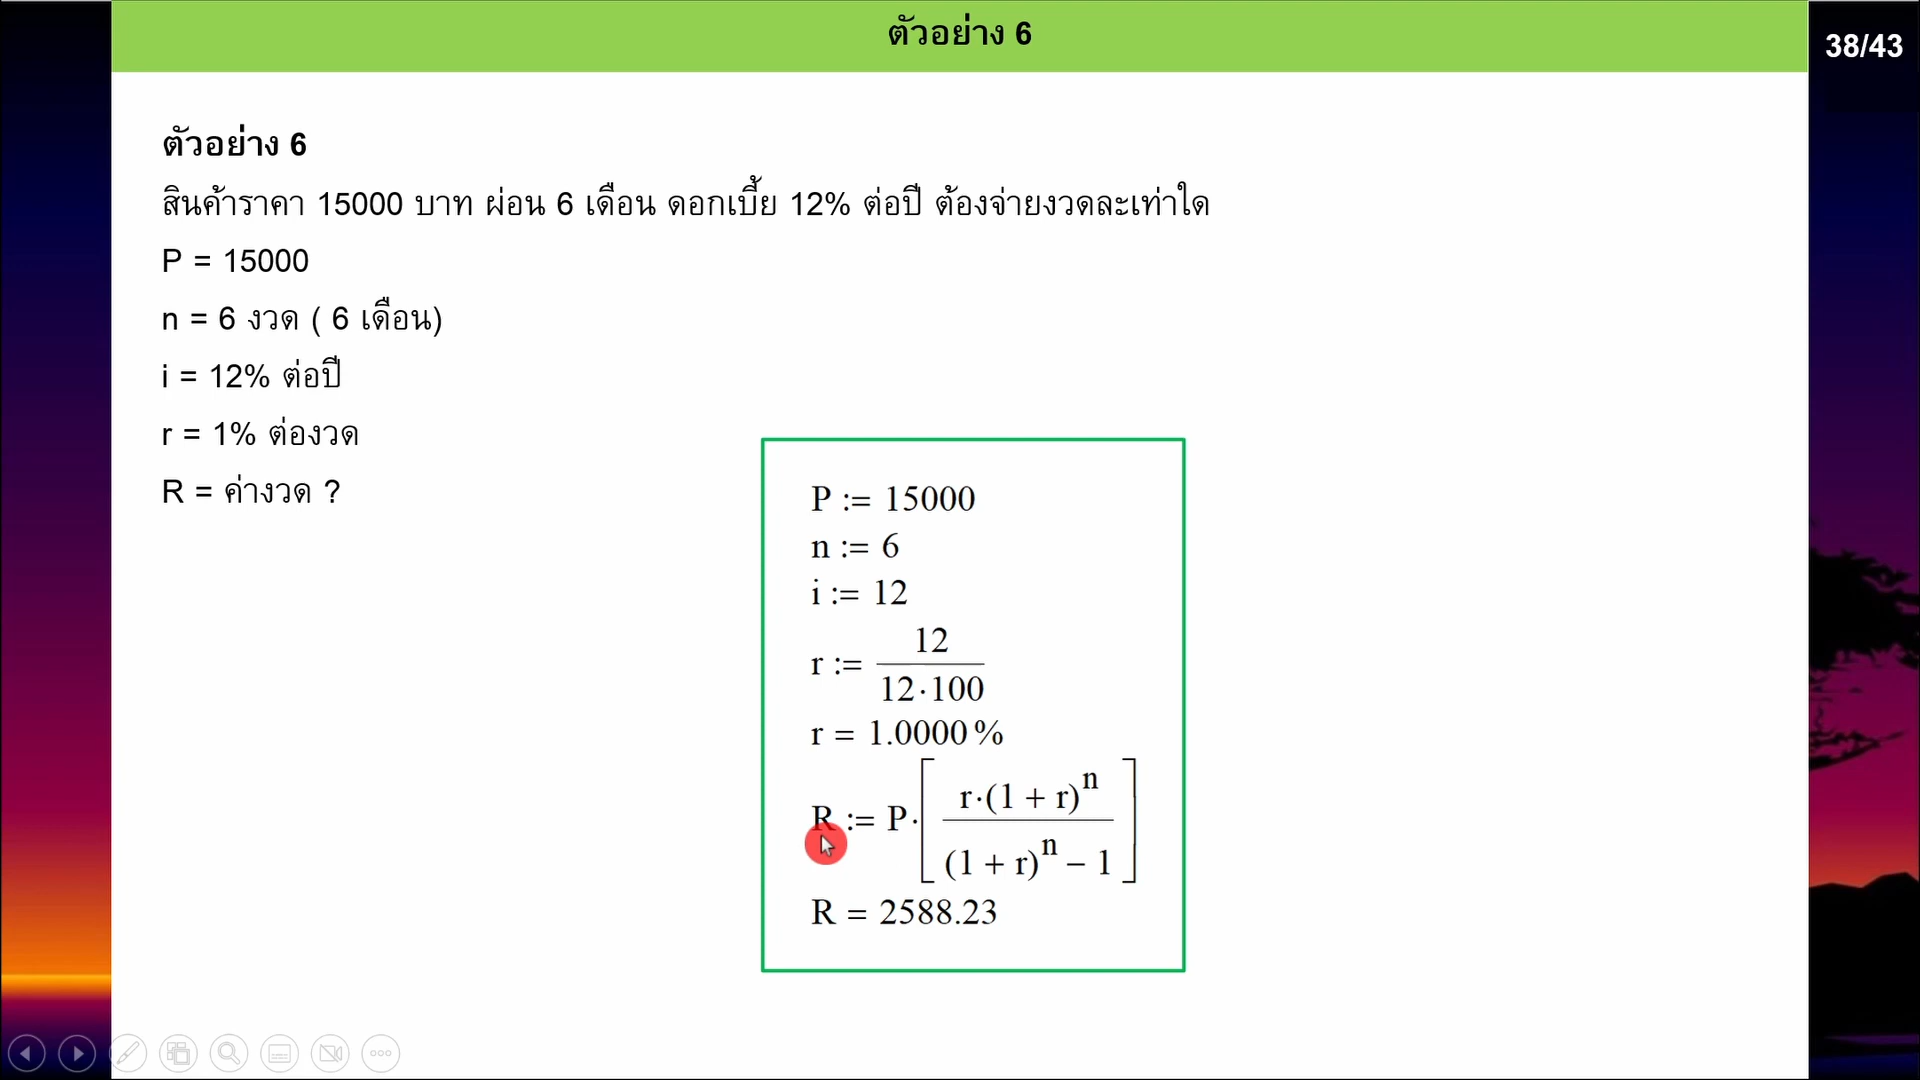 ตัวอย่าง 6
38/43
ตัวอย่าง 6
สินค้าราคา 15000 บาท ผ่อน 6 เดือน ดอกเบี้ย 12% ต่อปี ต้องจ่ายงวดละเท่าใด
P = 15000
n = 6 งวด ( 6 เดือน)
i = 12% ต่อปี
r = 1% ต่องวด
R = ค่างวด ?
P := 15000
n := 6
i := 12
r := 12 / 12·100
r = 1.0000 %
R := P·[ r·(1 + r)^n / (1 + r)^n − 1 ]
R = 2588.23